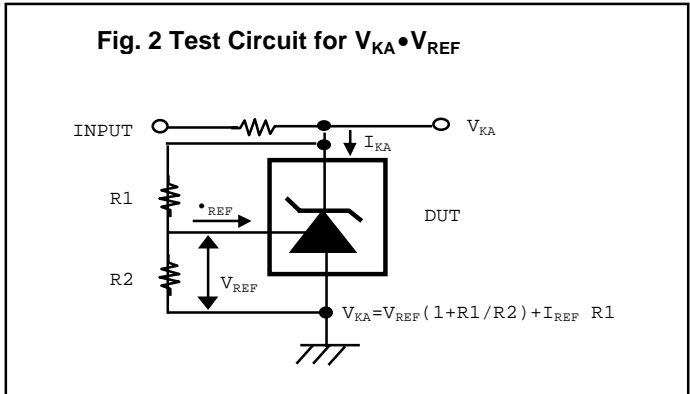 Fig. 2 Test Circuit for VKA•VREF
INPUT
VKA
IKA
R1
•REF
DUT
R2
VREF
VKA=VREF(1+R1/R2)+IREF R1